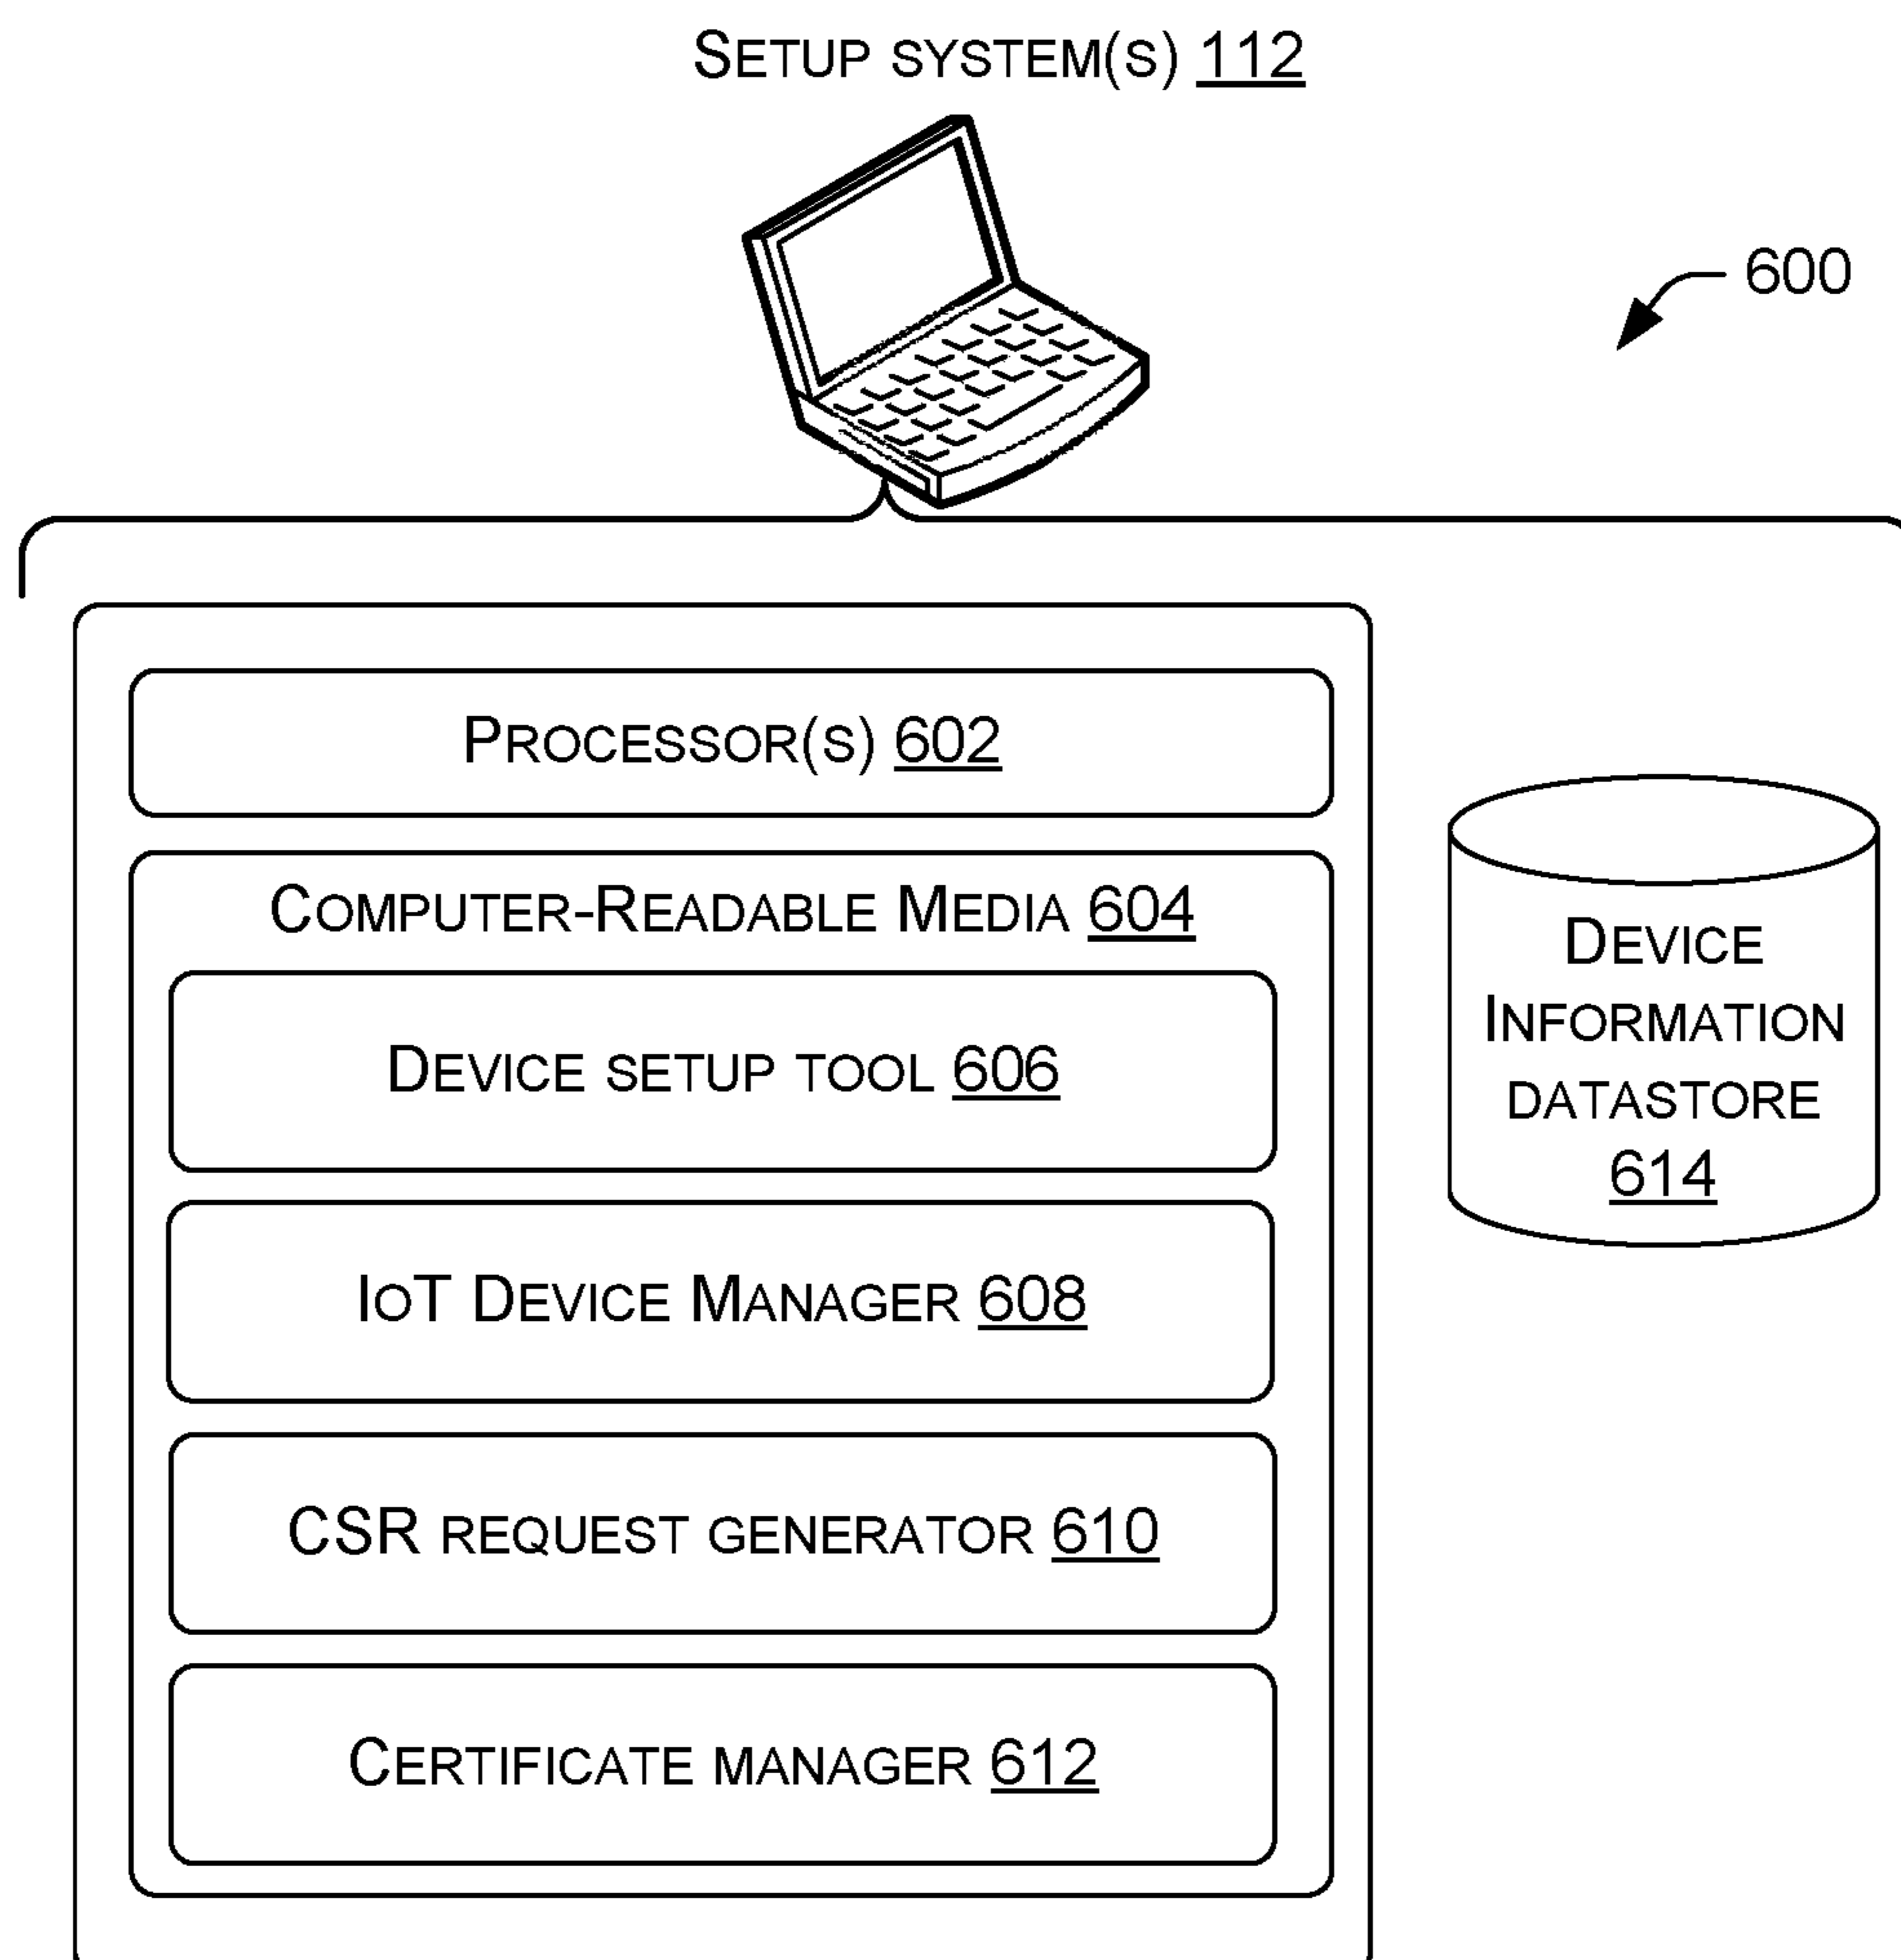 SETUP SYSTEM(S) 112
600
PROCESSOR(S) 602
COMPUTER-READABLE MEDIA 604
DEVICE SETUP TOOL 606
IOT DEVICE MANAGER 608
CSR REQUEST GENERATOR 610
CERTIFICATE MANAGER 612
DEVICE
INFORMATION
DATASTORE
614